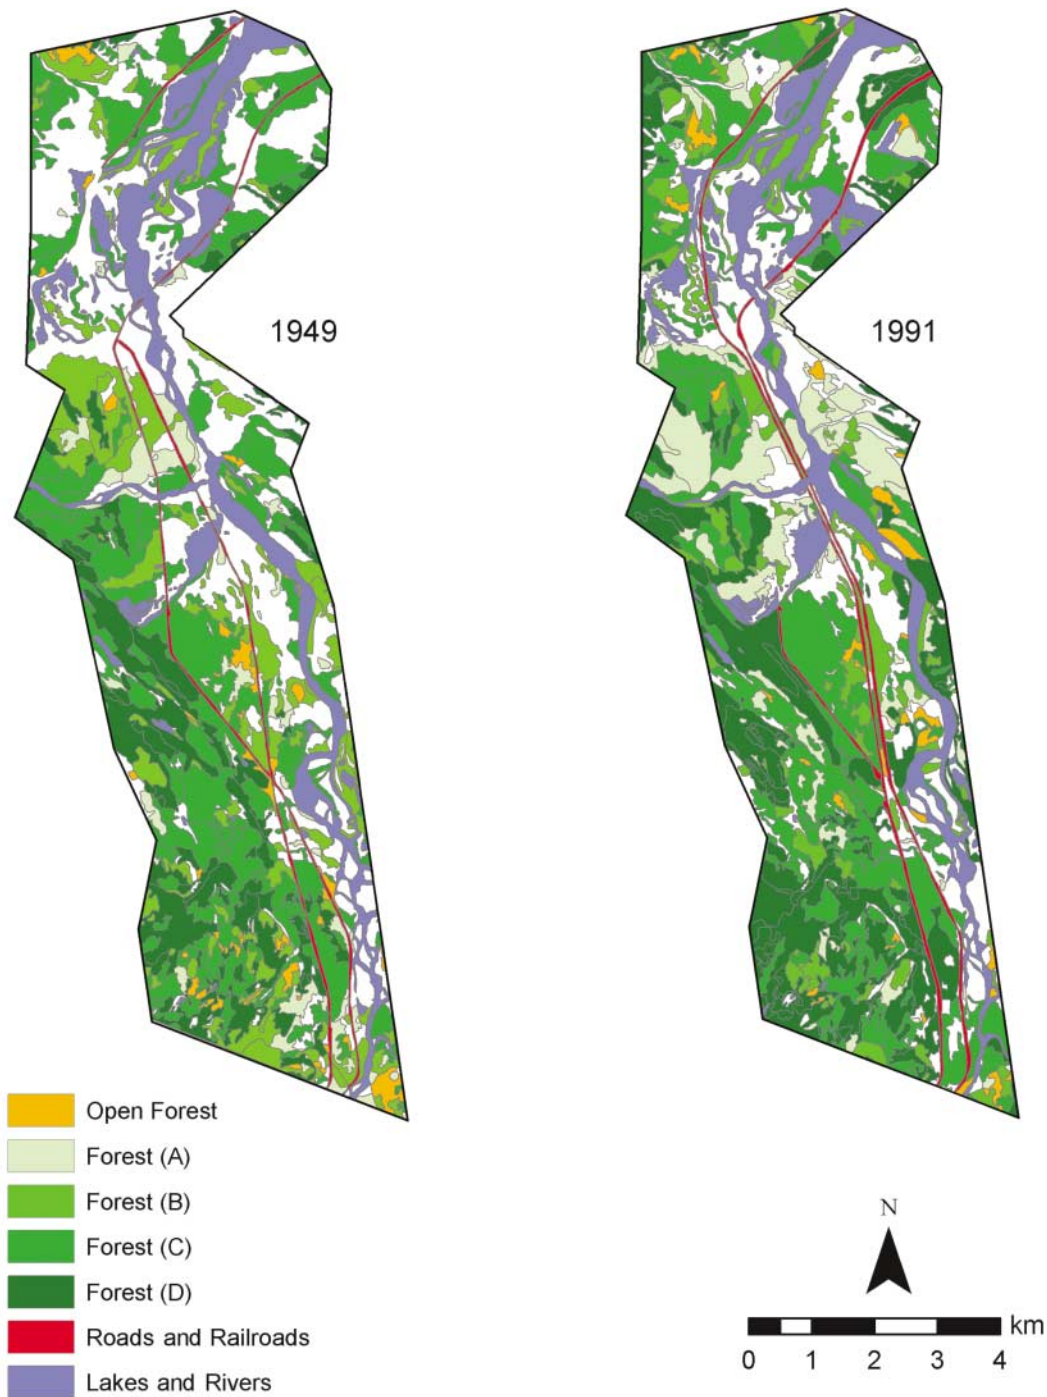 1949
1991
Open Forest
Forest (A)
Forest (B)
Forest (C)
Forest (D)
Roads and Railroads
Lakes and Rivers
N
km
0 1 2 3 4